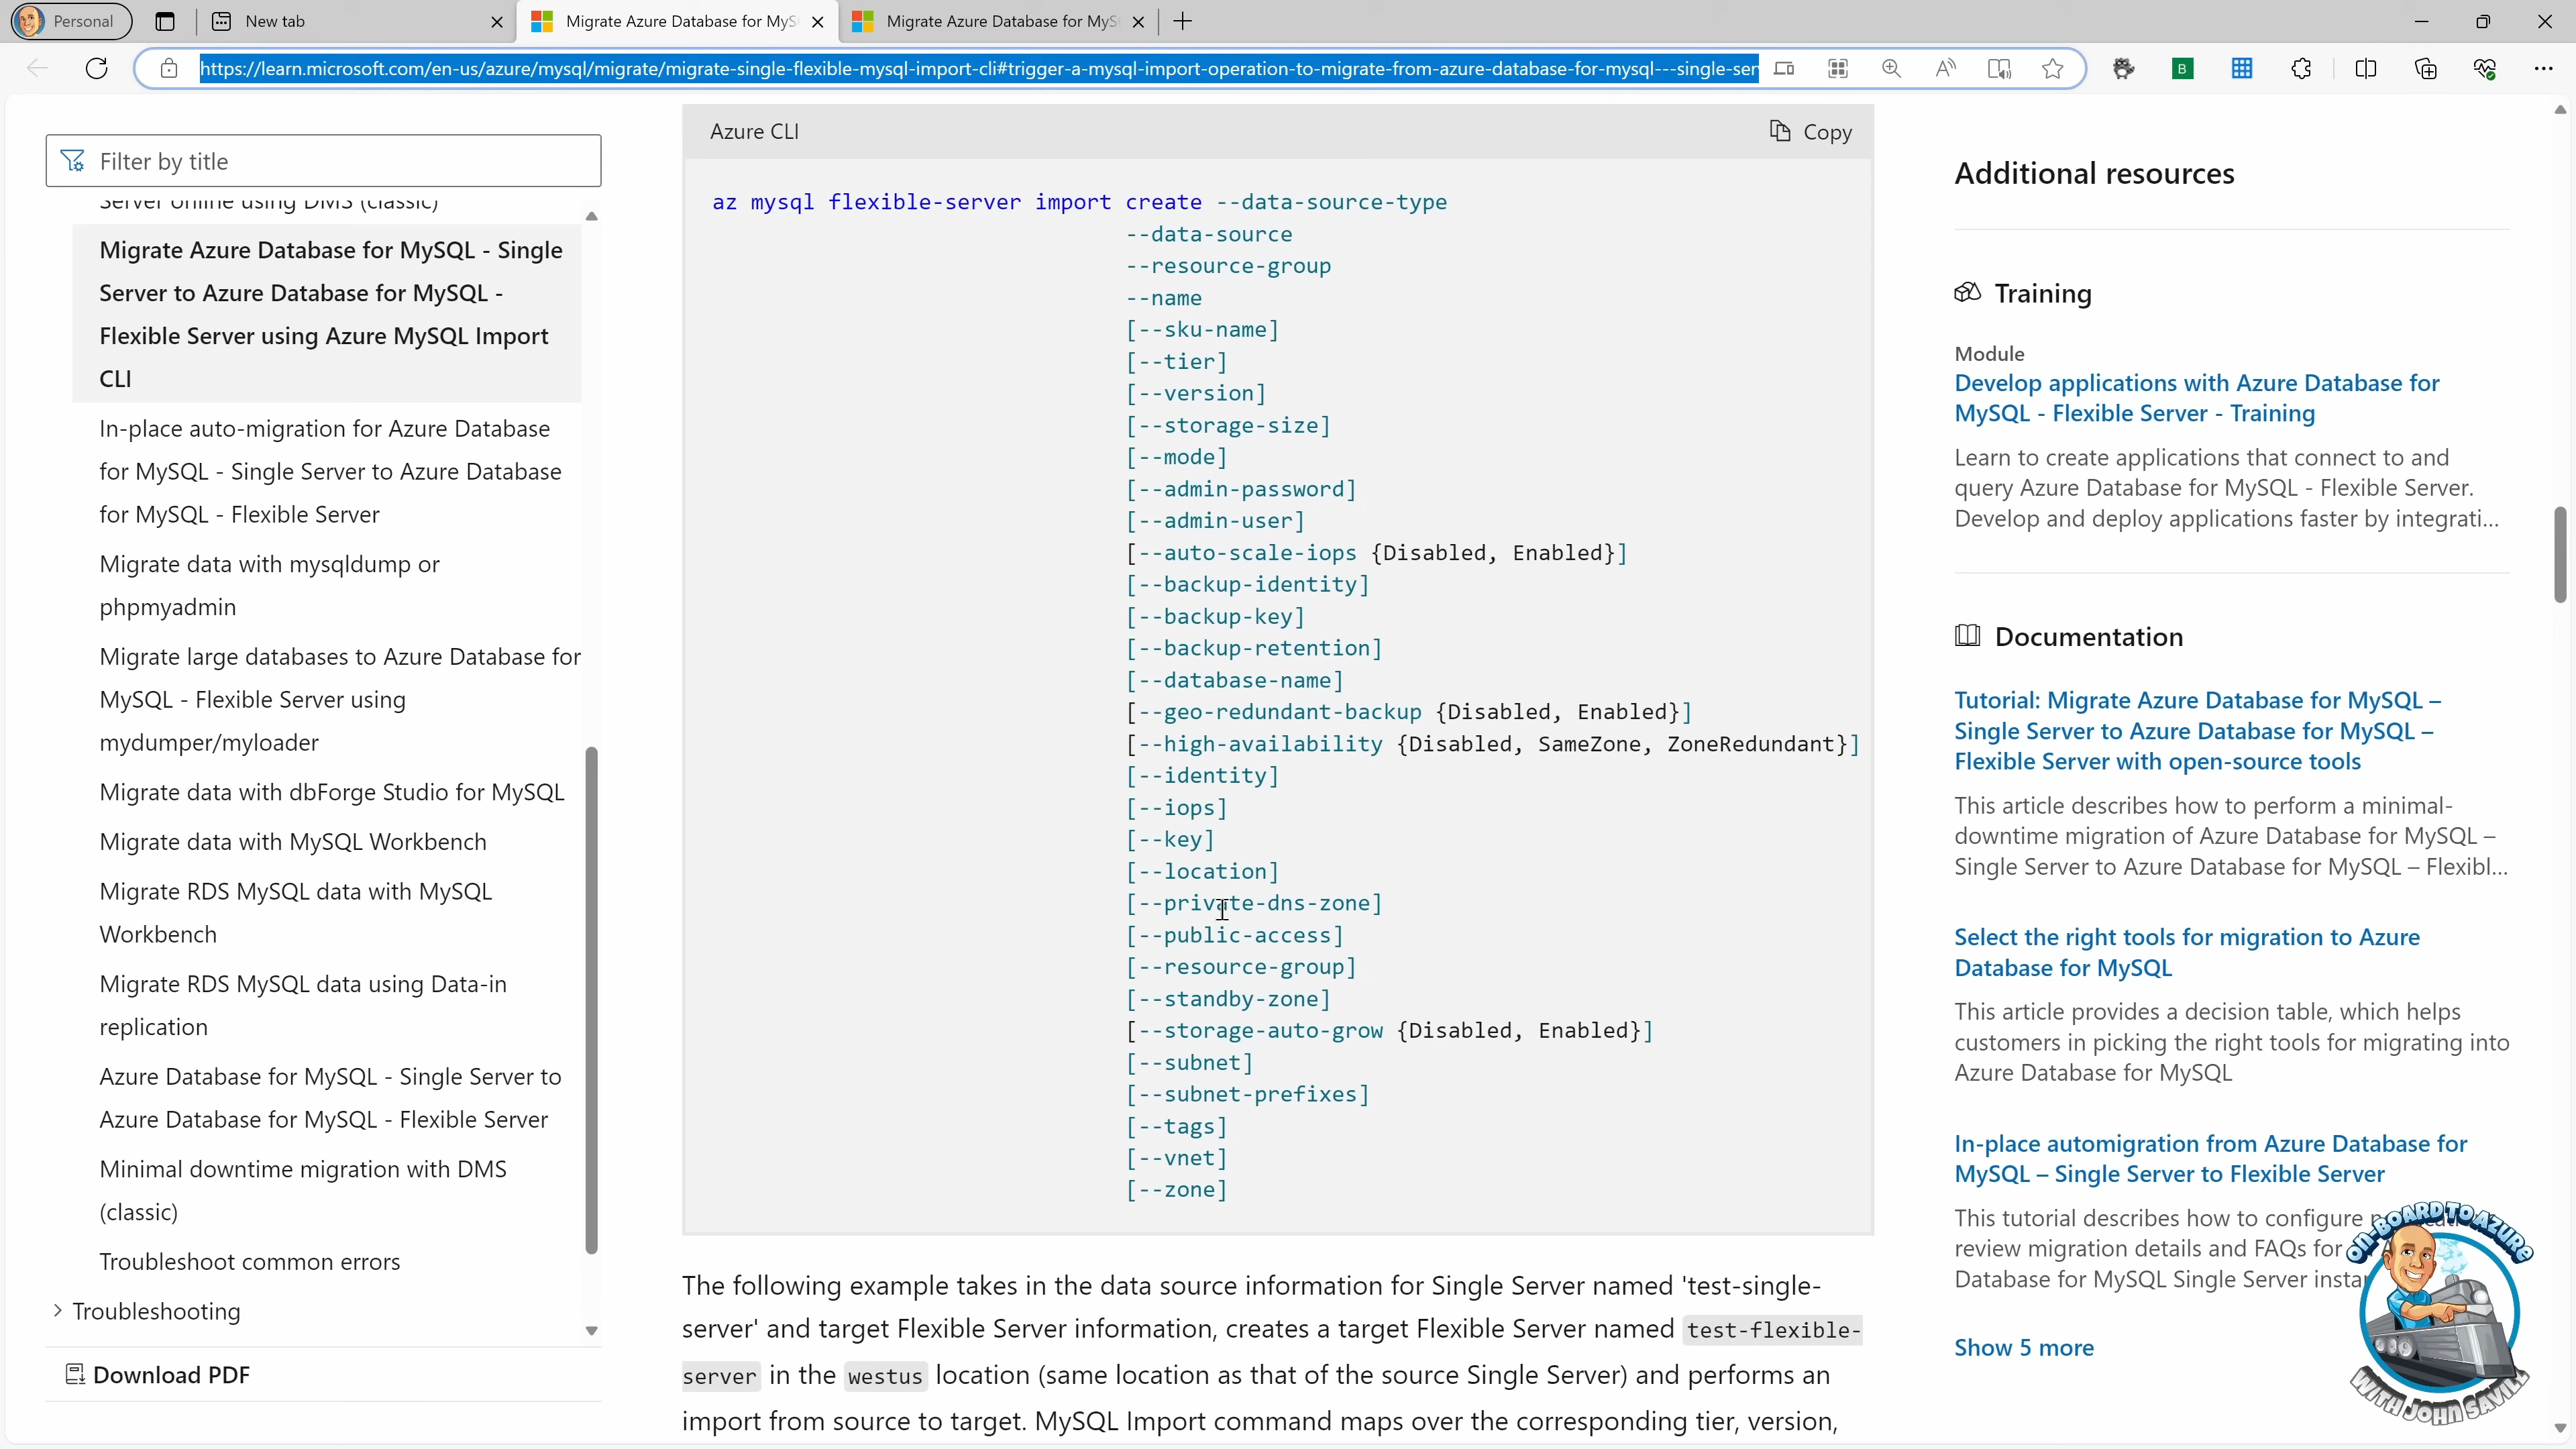 Personal
New tab
Migrate Azure Database for MyS
Migrate Azure Database for MyS
https://learn.microsoft.com/en-us/azure/mysql/migrate/migrate-single-flexible-mysql-import-cli#trigger-a-mysql-import-operation-to-migrate-from-azure-database-for-mysql---single-ser
Filter by title
Server online using DMS (classic)
Migrate Azure Database for MySQL - Single
Server to Azure Database for MySQL -
Flexible Server using Azure MySQL Import
CLI
In-place auto-migration for Azure Database
for MySQL - Single Server to Azure Database
for MySQL - Flexible Server
Migrate data with mysqldump or
phpmyadmin
Migrate large databases to Azure Database for
MySQL - Flexible Server using
mydumper/myloader
Migrate data with dbForge Studio for MySQL
Migrate data with MySQL Workbench
Migrate RDS MySQL data with MySQL
Workbench
Migrate RDS MySQL data using Data-in
replication
Azure Database for MySQL - Single Server to
Azure Database for MySQL - Flexible Server
Minimal downtime migration with DMS
(classic)
Troubleshoot common errors
Troubleshooting
Download PDF
Azure CLI
Copy
az mysql flexible-server import create --data-source-type
--data-source
--resource-group
--name
[--sku-name]
[--tier]
[--version]
[--storage-size]
[--mode]
[--admin-password]
[--admin-user]
[--auto-scale-iops {Disabled, Enabled}]
[--backup-identity]
[--backup-key]
[--backup-retention]
[--database-name]
[--geo-redundant-backup {Disabled, Enabled}]
[--high-availability {Disabled, SameZone, ZoneRedundant}]
[--identity]
[--iops]
[--key]
[--location]
[--private-dns-zone]
[--public-access]
[--resource-group]
[--standby-zone]
[--storage-auto-grow {Disabled, Enabled}]
[--subnet]
[--subnet-prefixes]
[--tags]
[--vnet]
[--zone]
The following example takes in the data source information for Single Server named 'test-single-
server' and target Flexible Server information, creates a target Flexible Server named test-flexible-
server in the westus location (same location as that of the source Single Server) and performs an
import from source to target. MySQL Import command maps over the corresponding tier, version,
Additional resources
Training
Module
Develop applications with Azure Database for
MySQL - Flexible Server - Training
Learn to create applications that connect to and
query Azure Database for MySQL - Flexible Server.
Develop and deploy applications faster by integrati...
Documentation
Tutorial: Migrate Azure Database for MySQL –
Single Server to Azure Database for MySQL –
Flexible Server with open-source tools
This article describes how to perform a minimal-
downtime migration of Azure Database for MySQL –
Single Server to Azure Database for MySQL – Flexibl...
Select the right tools for migration to Azure
Database for MySQL
This article provides a decision table, which helps
customers in picking the right tools for migrating into
Azure Database for MySQL
In-place automigration from Azure Database for
MySQL – Single Server to Flexible Server
This tutorial describes how to configure
review migration details and FAQs for
Database for MySQL Single Server
Show 5 more
ON-BOARD TO AZURE
WITH JOHN SAVILL